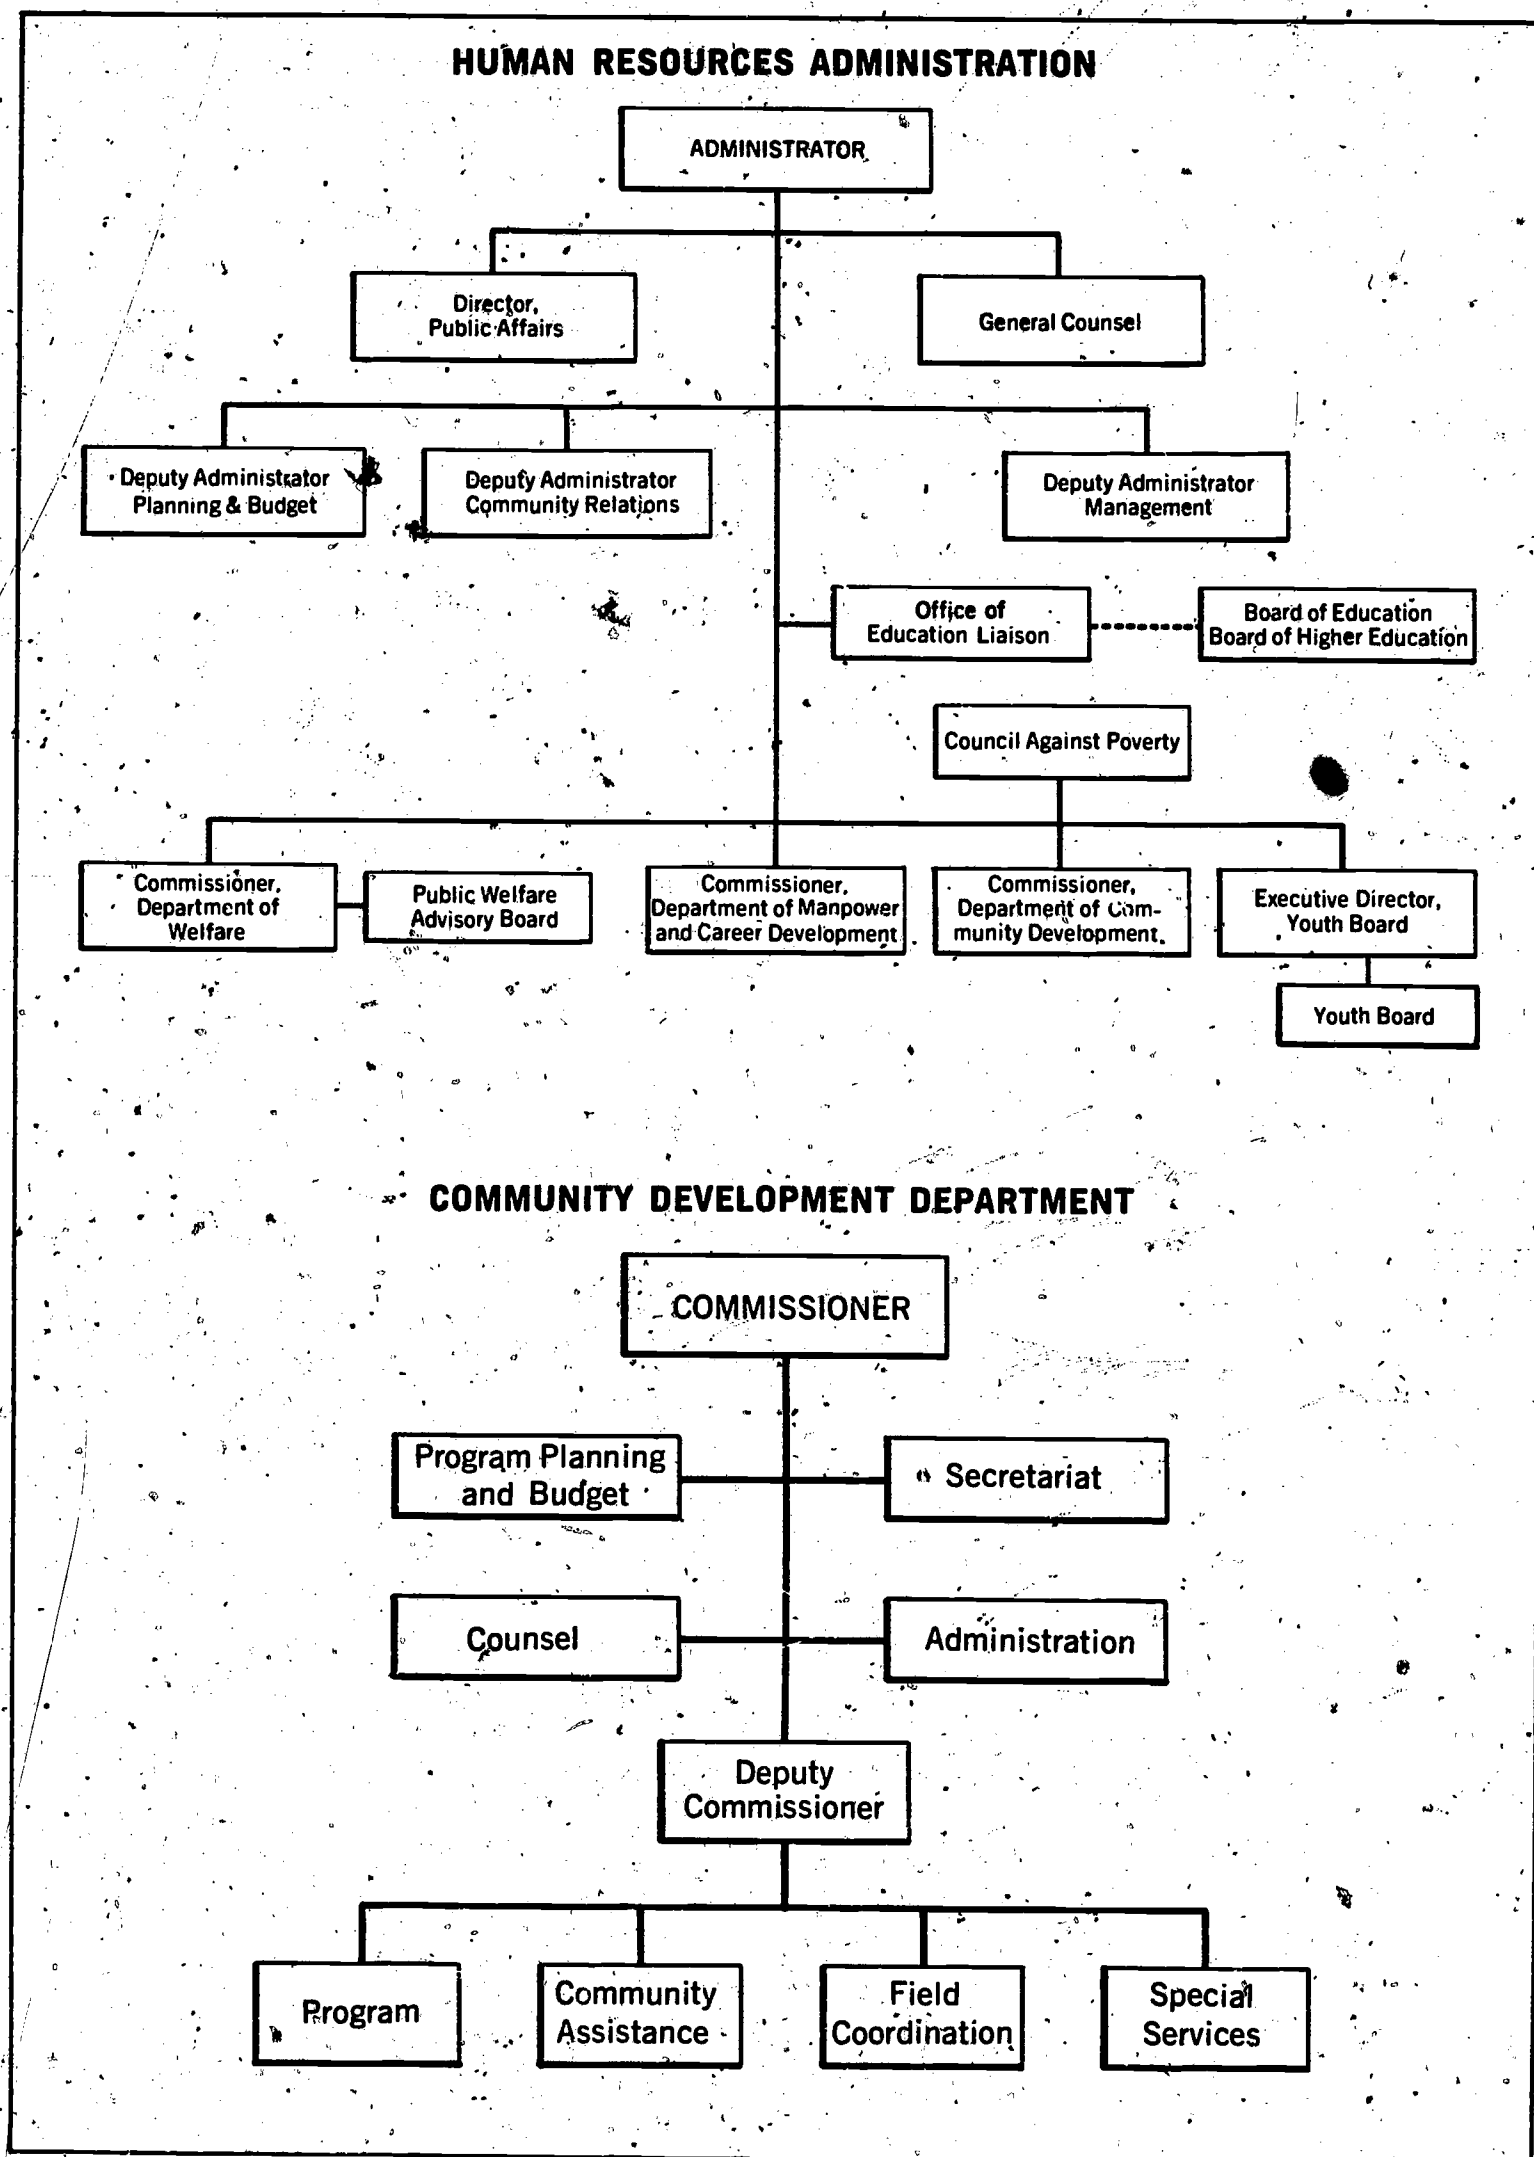 HUMAN RESOURCES ADMINISTRATION
ADMINISTRATOR
Director,
Public Affairs
General Counsel
Deputy Administrator
Planning & Budget
Deputy Administrator
Community Relations
Deputy Administrator
Management
Office of
Education Liaison
Board of Education
Board of Higher Education
Council Against Poverty
Commissioner,
Department of
Welfare
Public Welfare
Advisory Board
Commissioner,
Department of Manpower
and Career Development
Commissioner,
Department of Com-
munity Development
Executive Director,
Youth Board
Youth Board
COMMUNITY DEVELOPMENT DEPARTMENT
COMMISSIONER
Program Planning
and Budget
Secretariat
Counsel
Administration
Deputy
Commissioner
Program
Community
Assistance
Field
Coordination
Special
Services